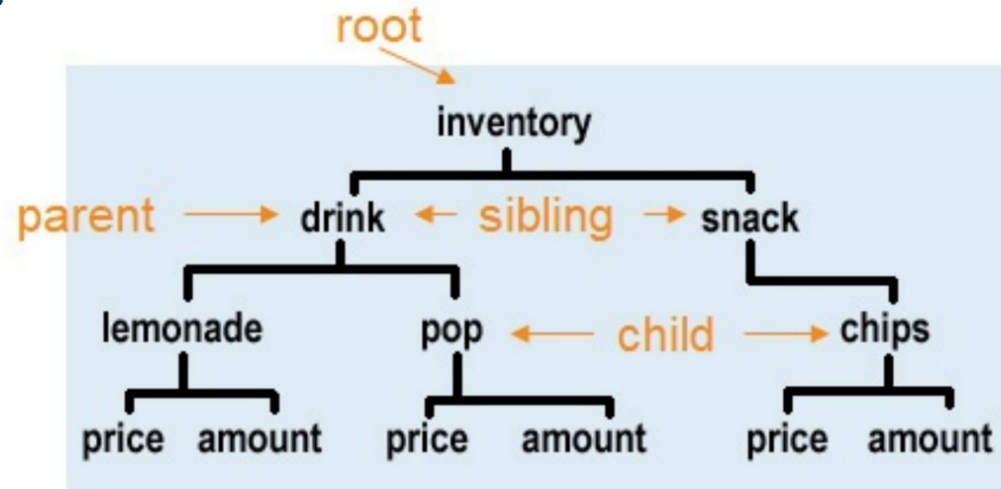 root
inventory
parent drink sibling snack
lemonade pop child chips
price amount price amount price amount